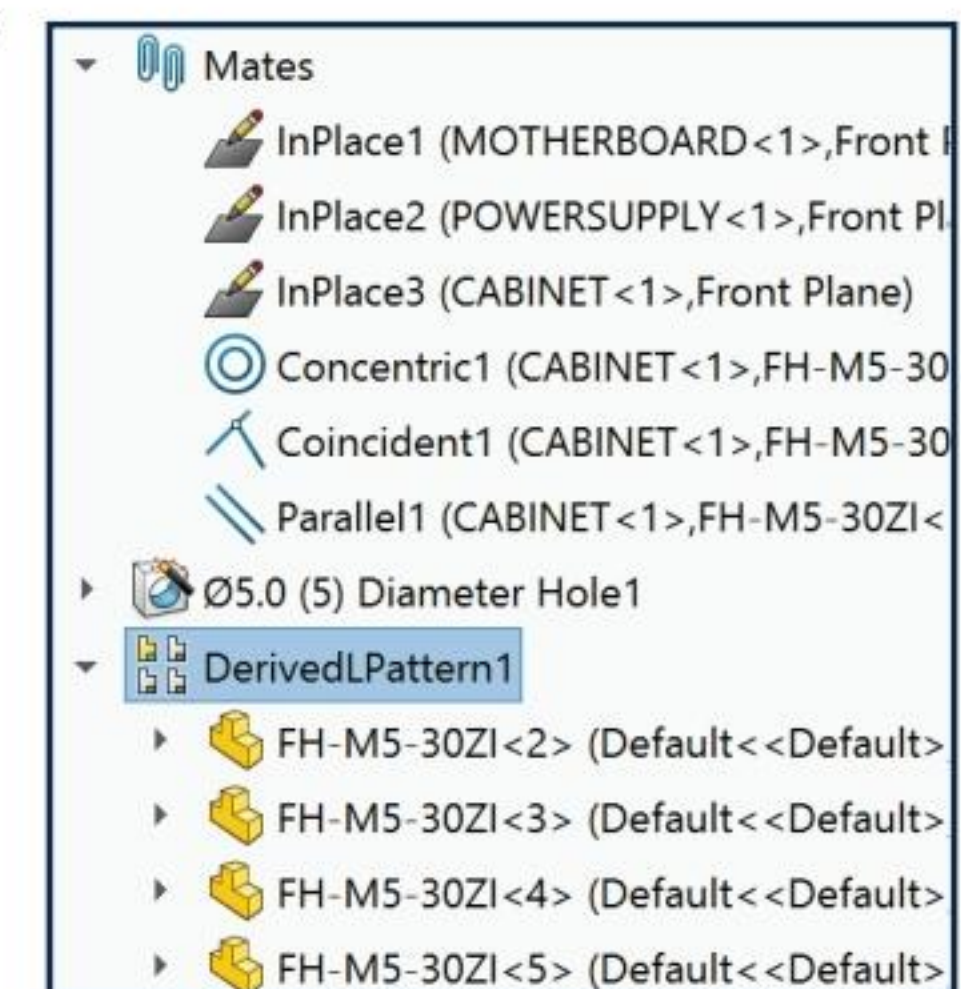 Mates
InPlace1 (MOTHERBOARD<1>,Front
InPlace2 (POWERSUPPLY<1>,Front Pl
InPlace3 (CABINET<1>,Front Plane)
Concentric1 (CABINET<1>,FH-M5-30
Coincident1 (CABINET<1>,FH-M5-30
Parallel1 (CABINET<1>,FH-M5-30ZI<
Ø5.0 (5) Diameter Hole1
DerivedLPattern1
FH-M5-30ZI<2> (Default<<Default>
FH-M5-30ZI<3> (Default<<Default>
FH-M5-30ZI<4> (Default<<Default>
FH-M5-30ZI<5> (Default<<Default>